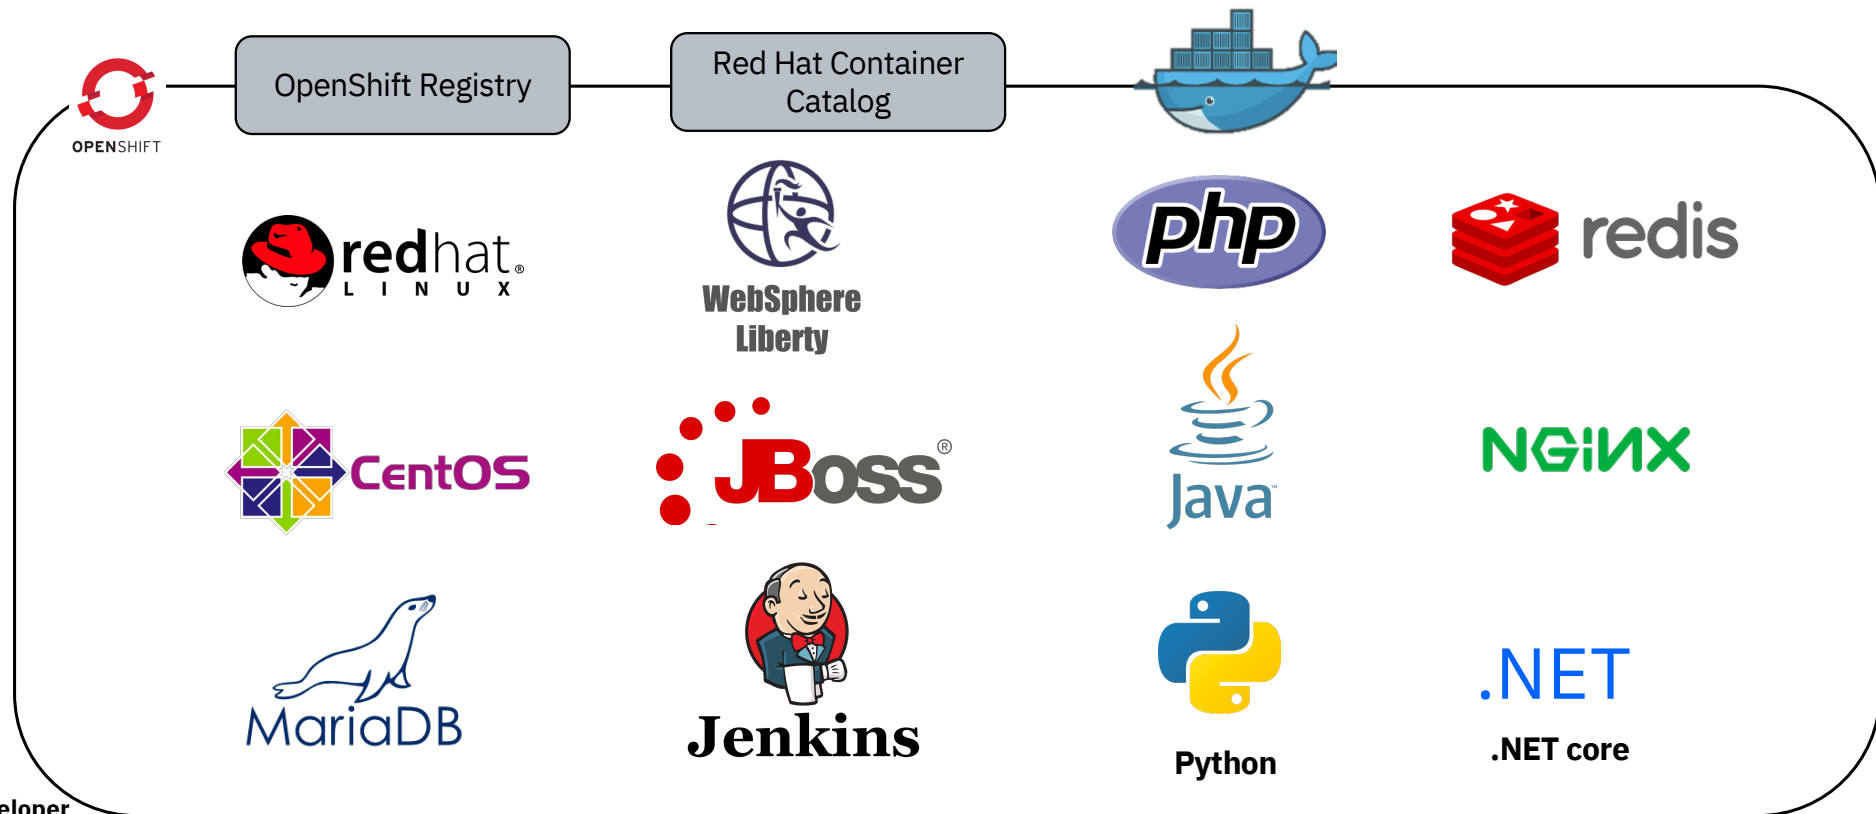 OpenShift Registry
Red Hat Container
Catalog
OPENSHIFT
redhat®
LINUX
WebSphere
Liberty
php
redis
CentOS
JBoss®
Java™
NGINX
MariaDB
Jenkins
Python
.NET
.NET core